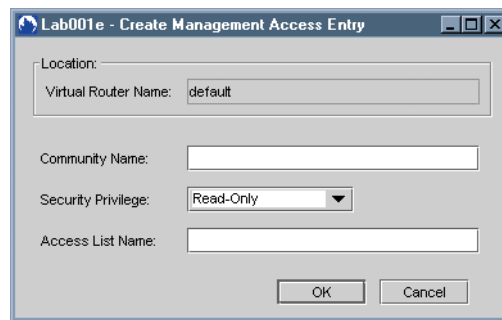 Lab001e - Create Management Access Entry
Location:
Virtual Router Name: default
Community Name:
Security Privilege: Read-Only
Access List Name:
OK Cancel